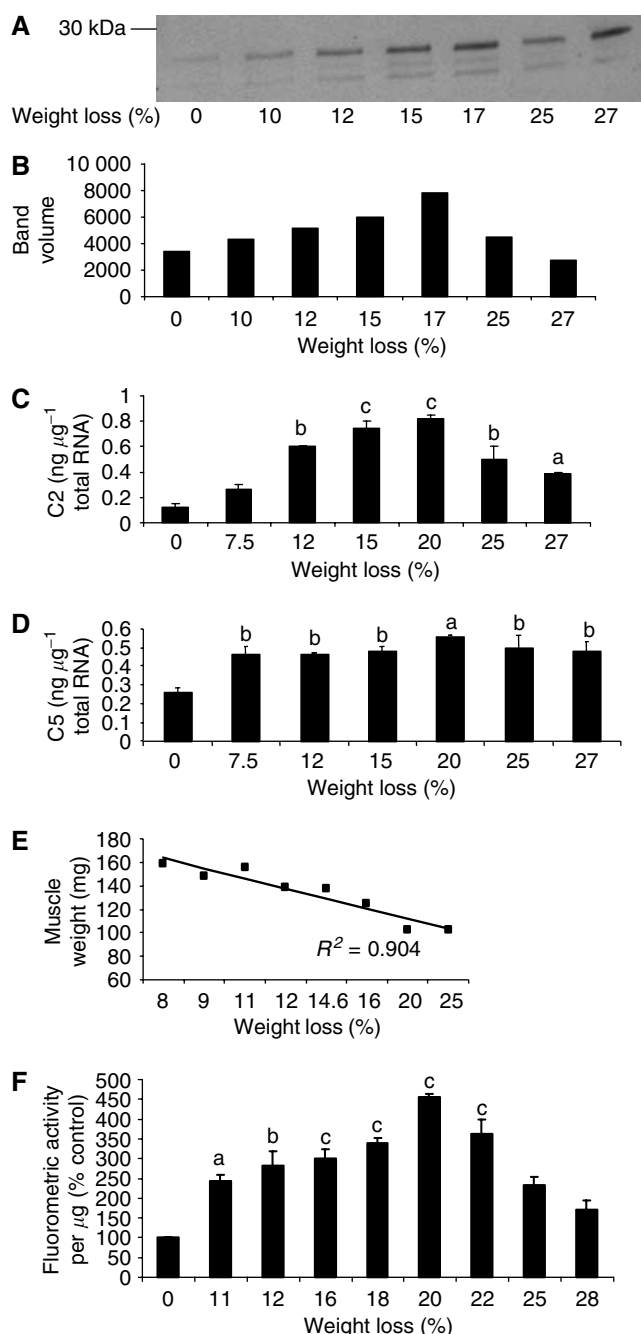 A
30 kDa
Weight loss (%) 0 10 12 15 17 25 27
B
10 000
8000
6000
4000
2000
0
Band
volume
0 10 12 15 17 25 27
Weight loss (%)
C
1
0.8
0.6
0.4
0.2
0
C2 (ng µg⁻¹
total RNA)
b c c b a
0 7.5 12 15 20 25 27
Weight loss (%)
D
0.6
0.5
0.4
0.3
0.2
0.1
0
C5 (ng µg⁻¹
total RNA)
b b b a b b
0 7.5 12 15 20 25 27
Weight loss (%)
E
180
160
140
120
100
80
60
Muscle
weight (mg)
R² = 0.904
8 9 11 12 14.6 16 20 25
Weight loss (%)
F
500
450
400
350
300
250
200
150
100
50
0
Fluorometric activity
per µg (% control)
a b c c c c
0 11 12 16 18 20 22 25 28
Weight loss (%)